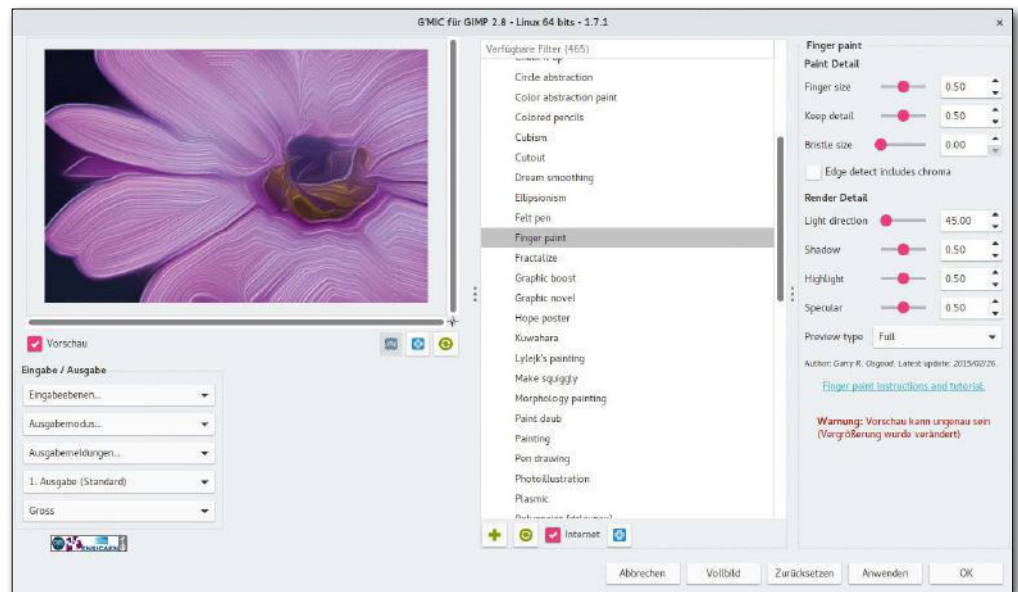 G'MIC für GIMP 2.8 - Linux 64 bits - 1.7.1
×
Vorschau
Eingabe / Ausgabe
Eingabeebenen...
Ausgabemodus...
Ausgabemeldungen...
1. Ausgabe (Standard)
Gross
ENSICAEN
Verfügbare Filter (465)
Circle abstraction
Color abstraction paint
Colored pencils
Cubism
Cutout
Dream smoothing
Ellipsionism
Felt pen
Finger paint
Fractalize
Graphic boost
Graphic novel
Hope poster
Kuwahara
Lylejk's painting
Make squiggly
Morphology painting
Paint daub
Painting
Pen drawing
Photoillustration
Plasmic
Internet
Finger paint
Paint Detail
Finger size 0.50
Keep detail 0.50
Bristle size 0.00
Edge detect includes chroma
Render Detail
Light direction 45.00
Shadow 0.50
Highlight 0.50
Specular 0.50
Preview type Full
Author: Garry R. Osgood. Latest update: 2015/02/26.
Finger paint instructions and tutorial.
Warnung: Vorschau kann ungenau sein
(Vergrößerung wurde verändert)
Abbrechen Vollbild Zurücksetzen Anwenden OK